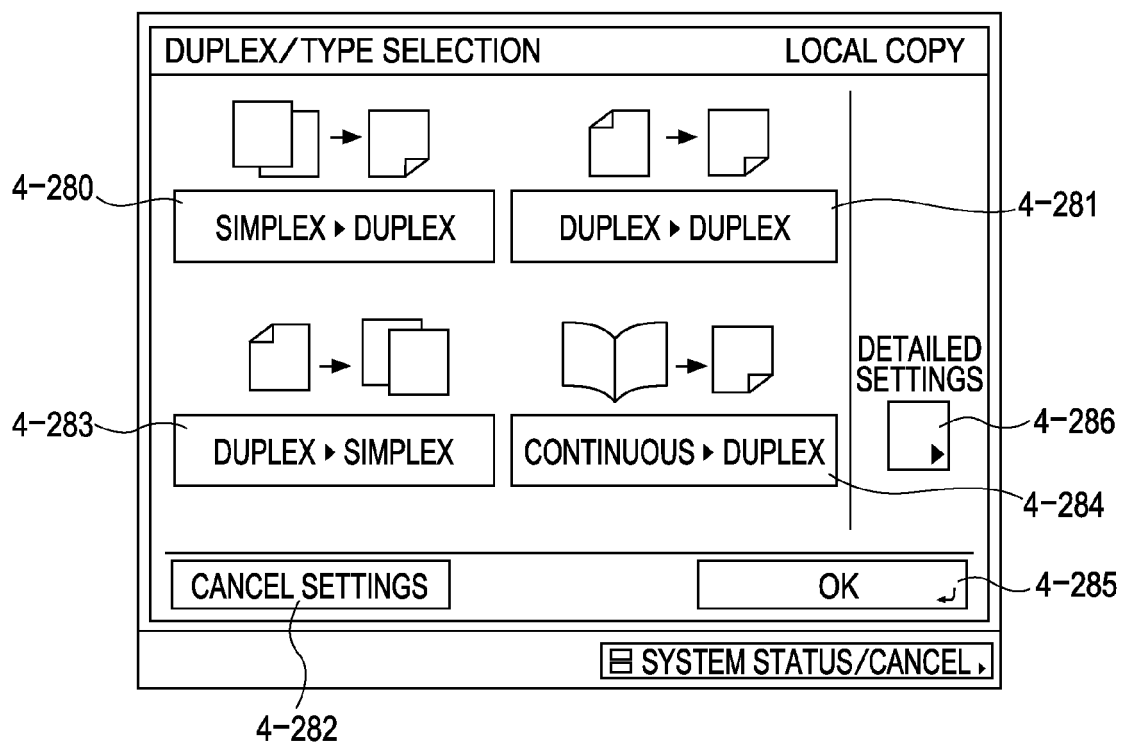 DUPLEX/TYPE SELECTION LOCAL COPY
4-280
SIMPLEX ▸ DUPLEX
DUPLEX ▸ DUPLEX
4-281
4-283
DUPLEX ▸ SIMPLEX
CONTINUOUS ▸ DUPLEX
DETAILED
SETTINGS
4-286
4-284
CANCEL SETTINGS
OK
4-285
SYSTEM STATUS/CANCEL
4-282